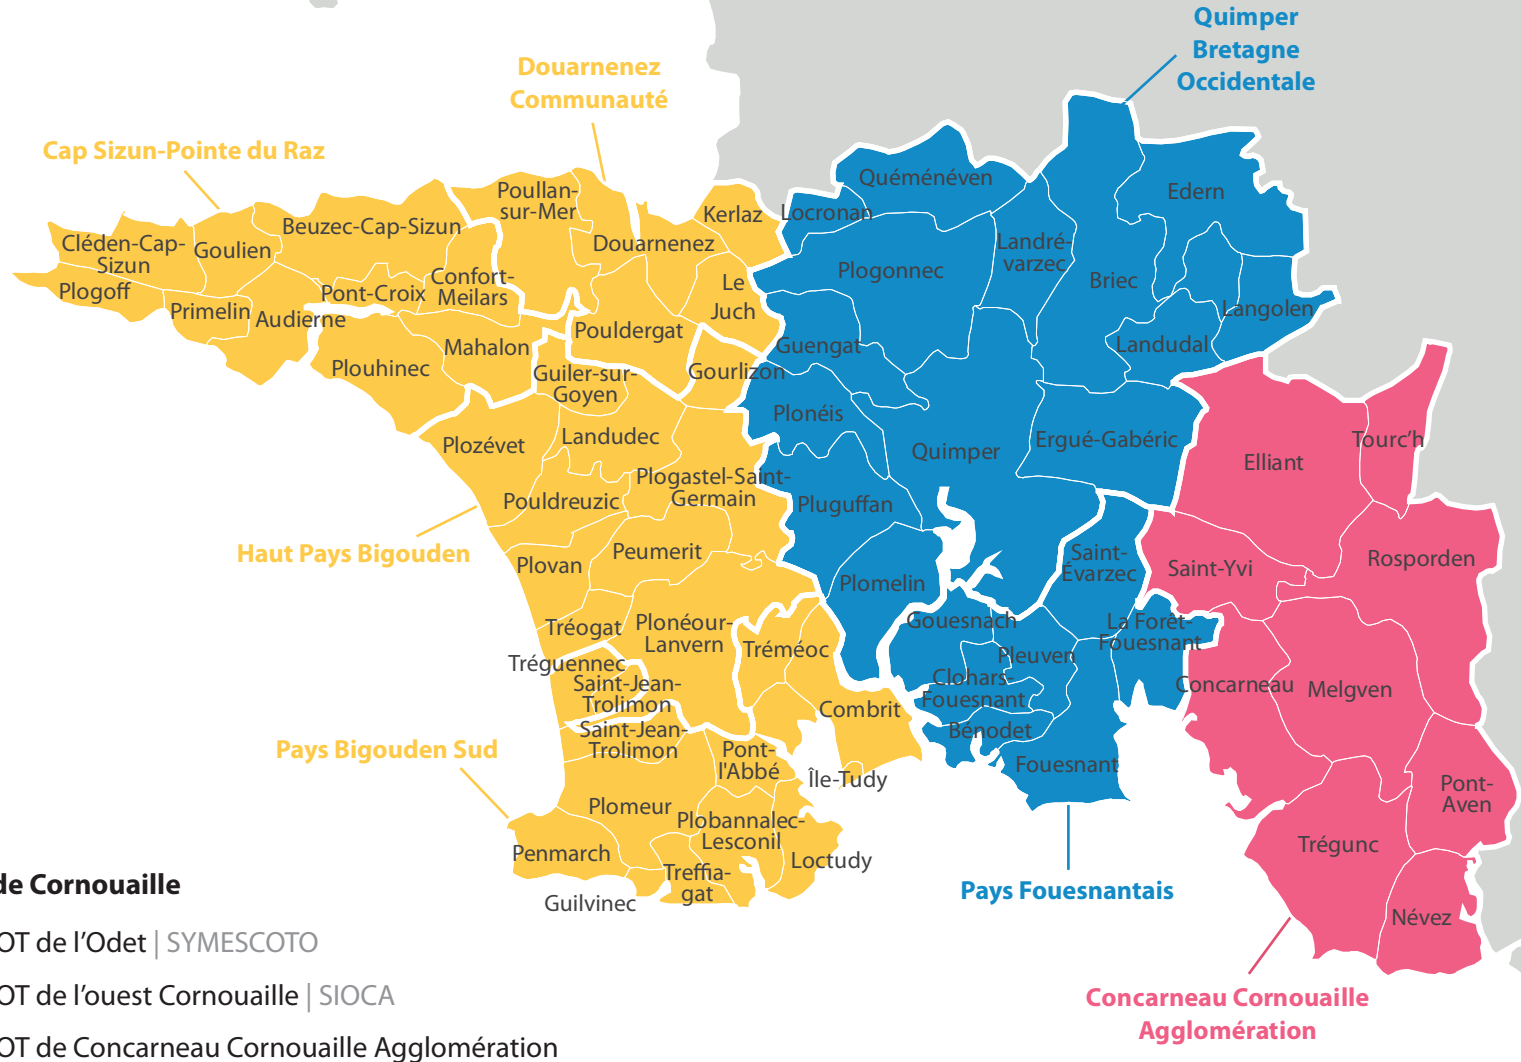 Quimper
Bretagne
Occidentale
Douarnenez
Communauté
Cap Sizun-Pointe du Raz
Quéménéven
Edern
Poullan-
sur-Mer
Kerlaz
Locronan
Beuzec-Cap-Sizun
Cléden-Cap-
Sizun
Goulien
Douarnenez
Landré-
varzec
Plogonnec
Briec
Confort-
Meilars
Le
Juch
Plogoff
Pont-Croix
Primelin
Audierne
Langolen
Pouldergat
Guengat
Landudal
Mahalon
Plouhinec
Guiler-sur-
Goyen
Gourlizon
Plonéis
Plozévet
Landudec
Quimper
Ergué-Gabéric
Tourc’h
Elliant
Plogastel-Saint-
Germain
Pouldreuzic
Pluguffan
Haut Pays Bigouden
Peumerit
Plovan
Saint-
Évarzec
Saint-Yvi
Rosporden
Plomelin
Tréogat
Plonéour-
Lanvern
Gouesnach
La Forêt-
Fouesnant
Tréméoc
Pleuven
Tréguennec
Saint-Jean-
Trolimon
Clohars-
Fouesnant
Concarneau
Melgven
Combrit
Saint-Jean-
Trolimon
Bénodet
Pays Bigouden Sud
Pont-
l'Abbé
Île-Tudy
Fouesnant
Pont-
Aven
Plomeur
Plobannalec-
Lesconil
Penmarch
Loctudy
Trégunc
Treffia-
gat
Guilvinec
Pays Fouesnantais
Névez
Concarneau Cornouaille
Agglomération
de Cornouaille
OT de l’Odet | SYMESCOTO
OT de l’ouest Cornouaille | SIOCA
OT de Concarneau Cornouaille Agglomération